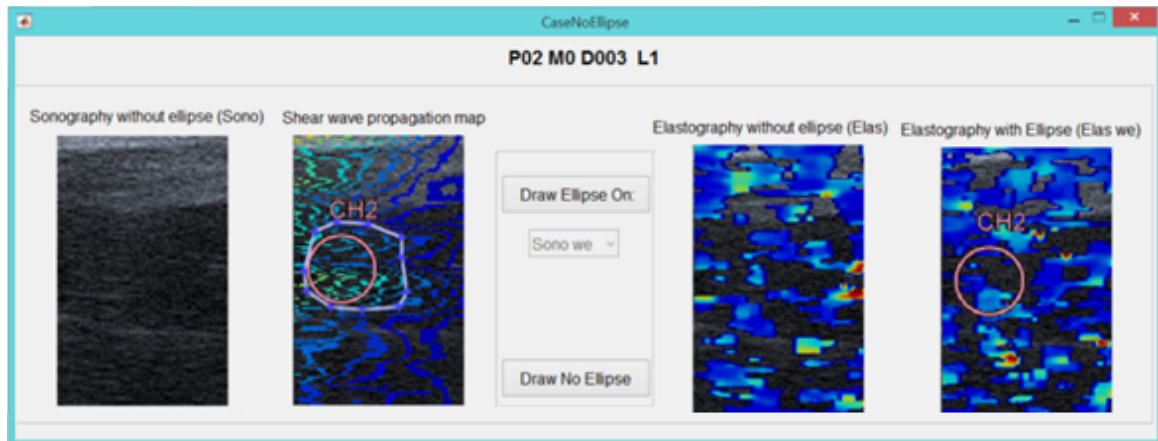 CaseNoEllipse
P02 M0 D003 L1
Sonography without ellipse (Sono)
Shear wave propagation map
CH2
Draw Ellipse On:
Sono we
Draw No Ellipse
Elastography without ellipse (Elas)
Elastography with Ellipse (Elas we)
CH2